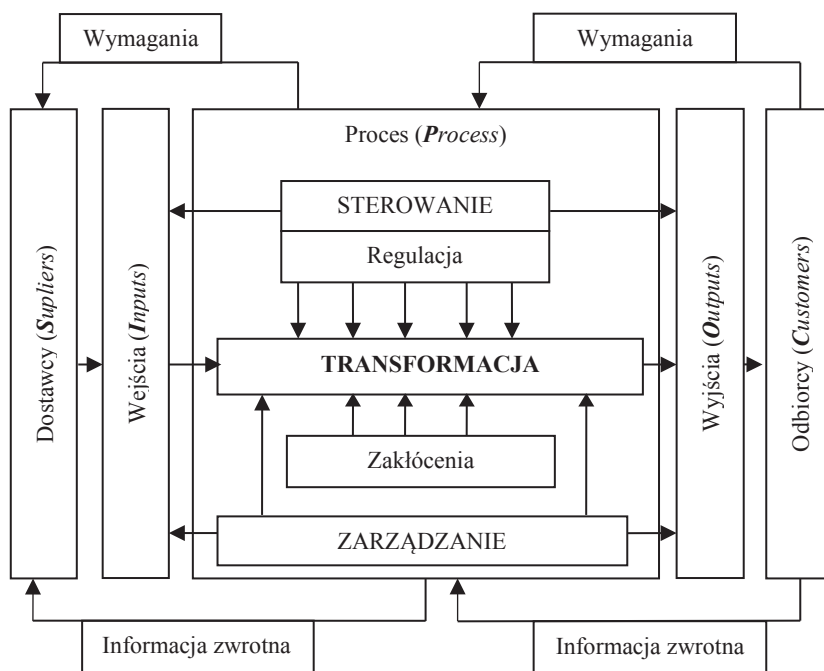 Wymagania
Wymagania
Dostawcy (Supliers)
Wejścia (Inputs)
Proces (Process)
STEROWANIE
Regulacja
TRANSFORMACJA
Zakłócenia
ZARZĄDZANIE
Wyjścia (Outputs)
Odbiorcy (Customers)
Informacja zwrotna
Informacja zwrotna